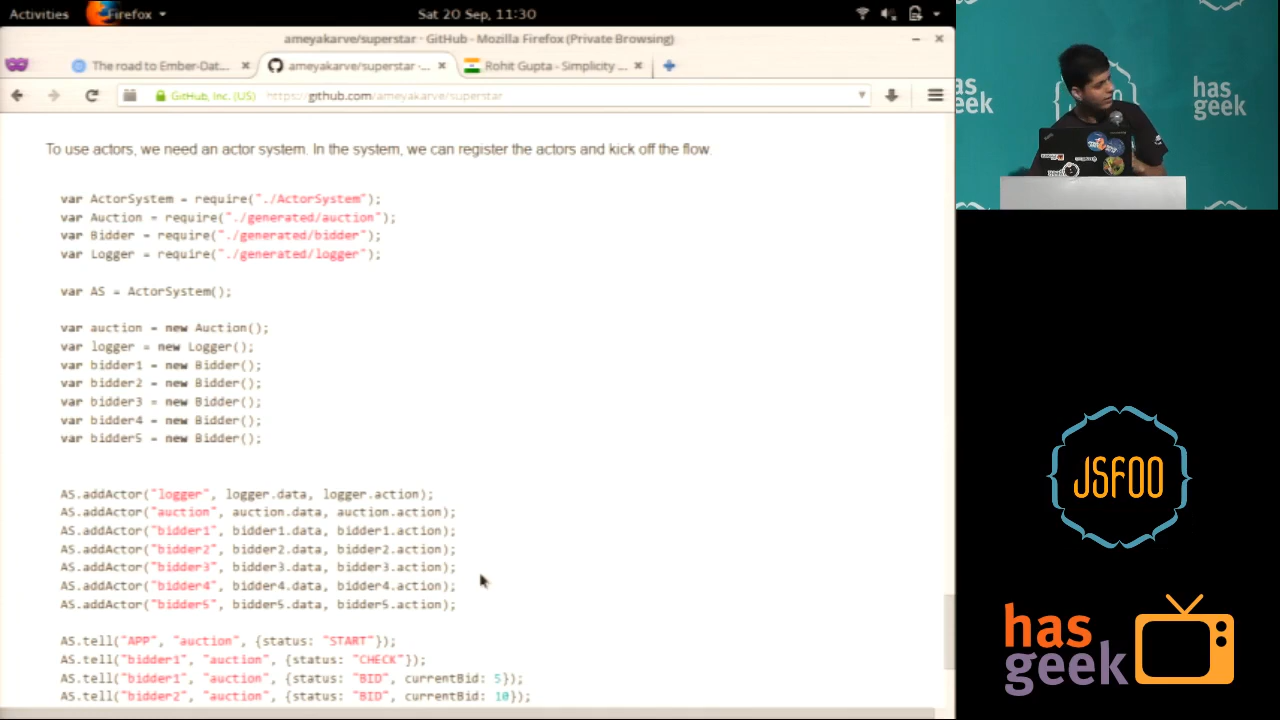 Activities Firefox Sat 20 Sep, 11:30
ameyakarve/superstar · GitHub - Mozilla Firefox (Private Browsing)
The road to Ember-Dat... ameyakarve/superstar ·... Rohit Gupta - Simplicity ...
GitHub, Inc. (US) https://github.com/ameyakarve/superstar
To use actors, we need an actor system. In the system, we can register the actors and kick off the flow.
var ActorSystem = require("./ActorSystem");
var Auction = require("./generated/auction");
var Bidder = require("./generated/bidder");
var Logger = require("./generated/logger");
var AS = ActorSystem();
var auction = new Auction();
var logger = new Logger();
var bidder1 = new Bidder();
var bidder2 = new Bidder();
var bidder3 = new Bidder();
var bidder4 = new Bidder();
var bidder5 = new Bidder();
AS.addActor("logger", logger.data, logger.action);
AS.addActor("auction", auction.data, auction.action);
AS.addActor("bidder1", bidder1.data, bidder1.action);
AS.addActor("bidder2", bidder2.data, bidder2.action);
AS.addActor("bidder3", bidder3.data, bidder3.action);
AS.addActor("bidder4", bidder4.data, bidder4.action);
AS.addActor("bidder5", bidder5.data, bidder5.action);
AS.tell("APP", "auction", {status: "START"});
AS.tell("bidder1", "auction", {status: "CHECK"});
AS.tell("bidder1", "auction", {status: "BID", currentBid: 5});
AS.tell("bidder2", "auction", {status: "BID", currentBid: 10});
has
geek
has
geek
JSFOO
has
geek